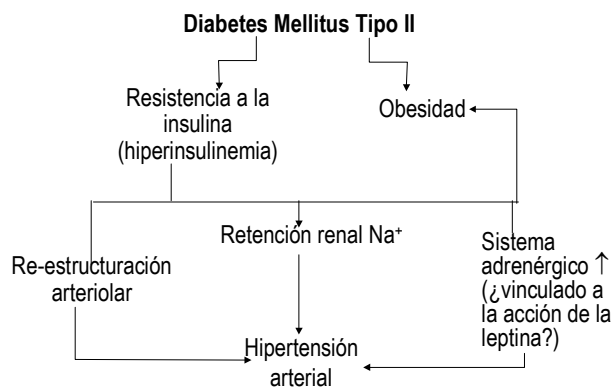 Diabetes Mellitus Tipo II
Resistencia a la
insulina
(hiperinsulinemia)
Obesidad
Re-estructuración
arteriolar
Retención renal Na⁺
Sistema
adrenérgico ↑
(¿vinculado a
la acción de la
leptina?)
Hipertensión
arterial